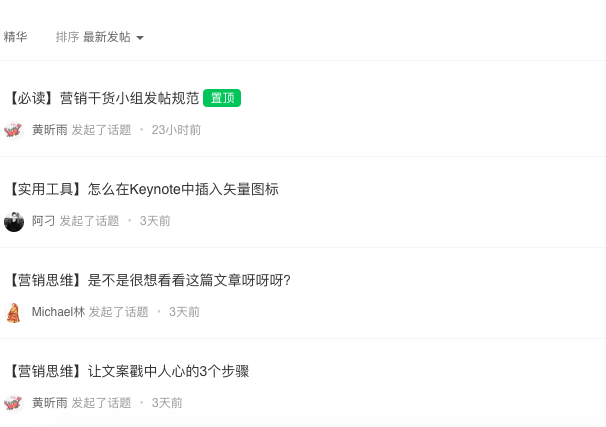 精华 排序 最新发帖
【必读】营销干货小组发帖规范 置顶
黄昕雨 发起了话题 · 23小时前
【实用工具】怎么在Keynote中插入矢量图标
阿刁 发起了话题 · 3天前
【营销思维】是不是很想看看这篇文章呀呀呀?
Michael林 发起了话题 · 3天前
【营销思维】让文案戳中人心的3个步骤
黄昕雨 发起了话题 · 3天前